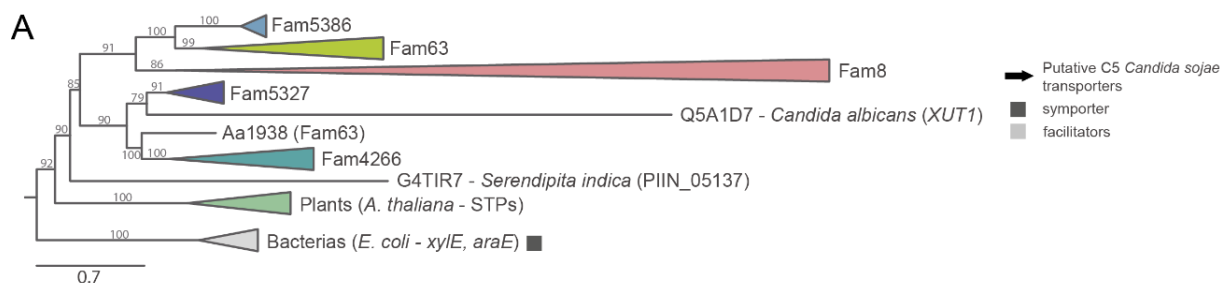 A
100
Fam5386
100
91
99
Fam63
86
Fam8
85
91
Fam5327
79
Q5A1D7 - Candida albicans (XUT1)
90
90
Aa1938 (Fam63)
100
100
Fam4266
92
G4TIR7 - Serendipita indica (PIIN_05137)
100
Plants (A. thaliana - STPs)
100
Bacterias (E. coli - xylE, araE)
0.7
Putative C5 Candida sojae
transporters
symporter
facilitators